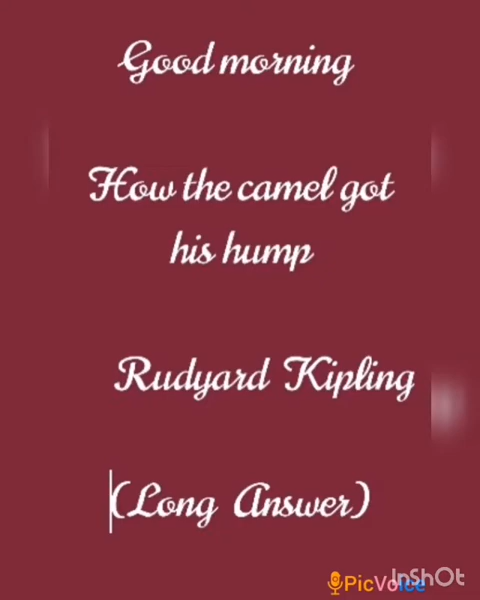 Good morning
How the camel got
his hump
Rudyard Kipling
(Long Answer)
PicVoice
InShOt